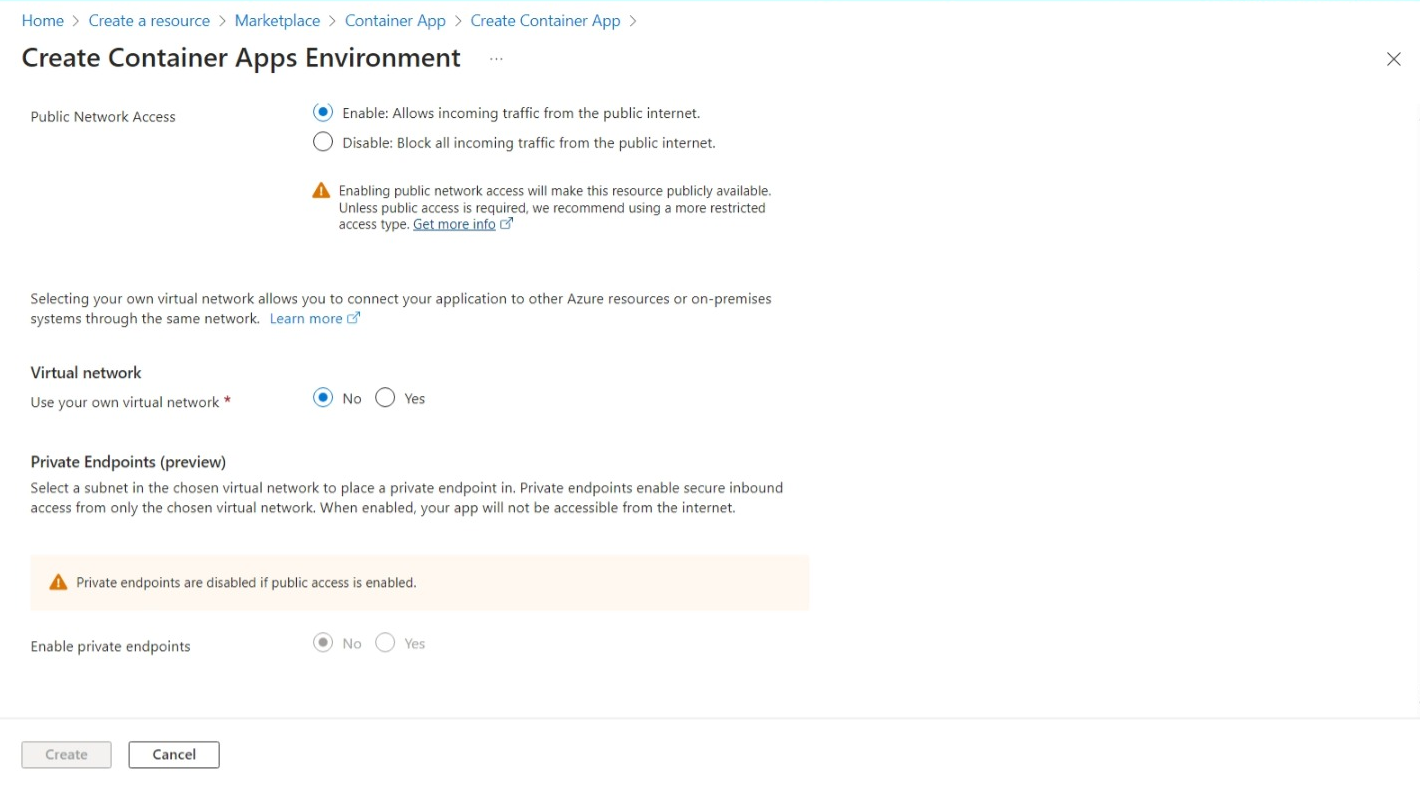 Home > Create a resource > Marketplace > Container App > Create Container App >
Create Container Apps Environment ...
Public Network Access
Enable: Allows incoming traffic from the public internet.
Disable: Block all incoming traffic from the public internet.
Enabling public network access will make this resource publicly available.
Unless public access is required, we recommend using a more restricted
access type. Get more info
Selecting your own virtual network allows you to connect your application to other Azure resources or on-premises
systems through the same network. Learn more
Virtual network
Use your own virtual network *
No Yes
Private Endpoints (preview)
Select a subnet in the chosen virtual network to place a private endpoint in. Private endpoints enable secure inbound
access from only the chosen virtual network. When enabled, your app will not be accessible from the internet.
Private endpoints are disabled if public access is enabled.
Enable private endpoints
No Yes
Create Cancel